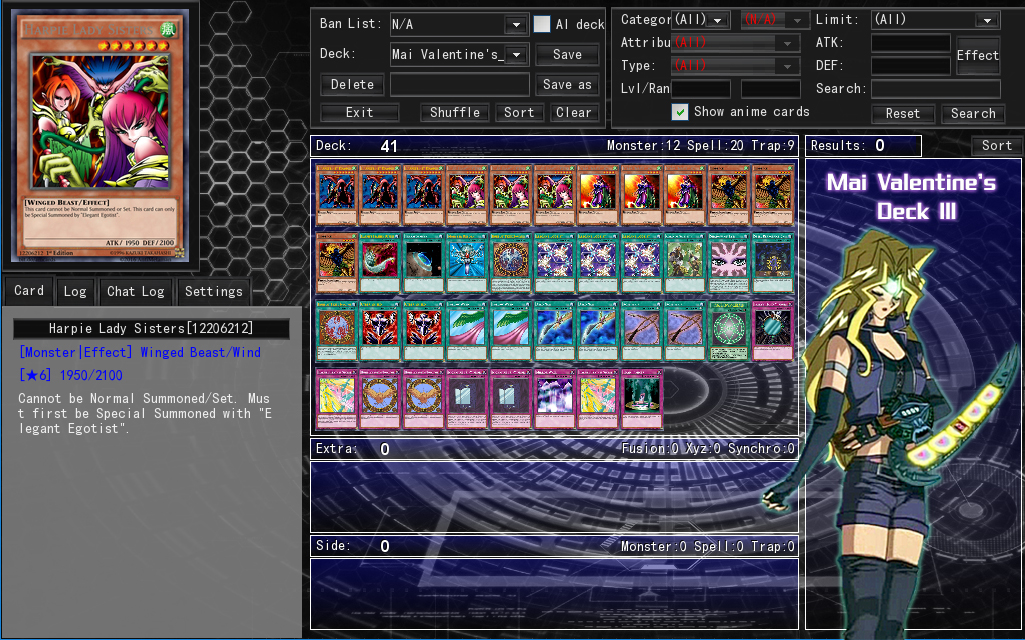 HARPIE LADY SISTERS
[WINGED BEAST/EFFECT]
This card cannot be Normal Summoned or Set. This card can only
be Special Summoned by "Elegant Egotist".
ATK/ 1950 DEF/2100
12206212 1st Edition
Card
Log
Chat Log
Settings
Harpie Lady Sisters[12206212]
[Monster|Effect] Winged Beast/Wind
[★6] 1950/2100
Cannot be Normal Summoned/Set. Mus
t first be Special Summoned with "E
legant Egotist".
Ban List:
N/A
AI deck
Deck:
Mai Valentine's_
Save
Delete
Save as
Exit
Shuffle
Sort
Clear
Categor
(All)
(N/A)
Limit:
(All)
Attribu
(All)
ATK:
Type:
(All)
DEF:
Effect
Lvl/Ran
Search:
Show anime cards
Reset
Search
Deck: 41
Monster:12 Spell:20 Trap:9
Results: 0
Sort
Extra: 0
Fusion:0 Xyz:0 Synchro:0
Side: 0
Monster:0 Spell:0 Trap:0
Mai Valentine's
Deck III